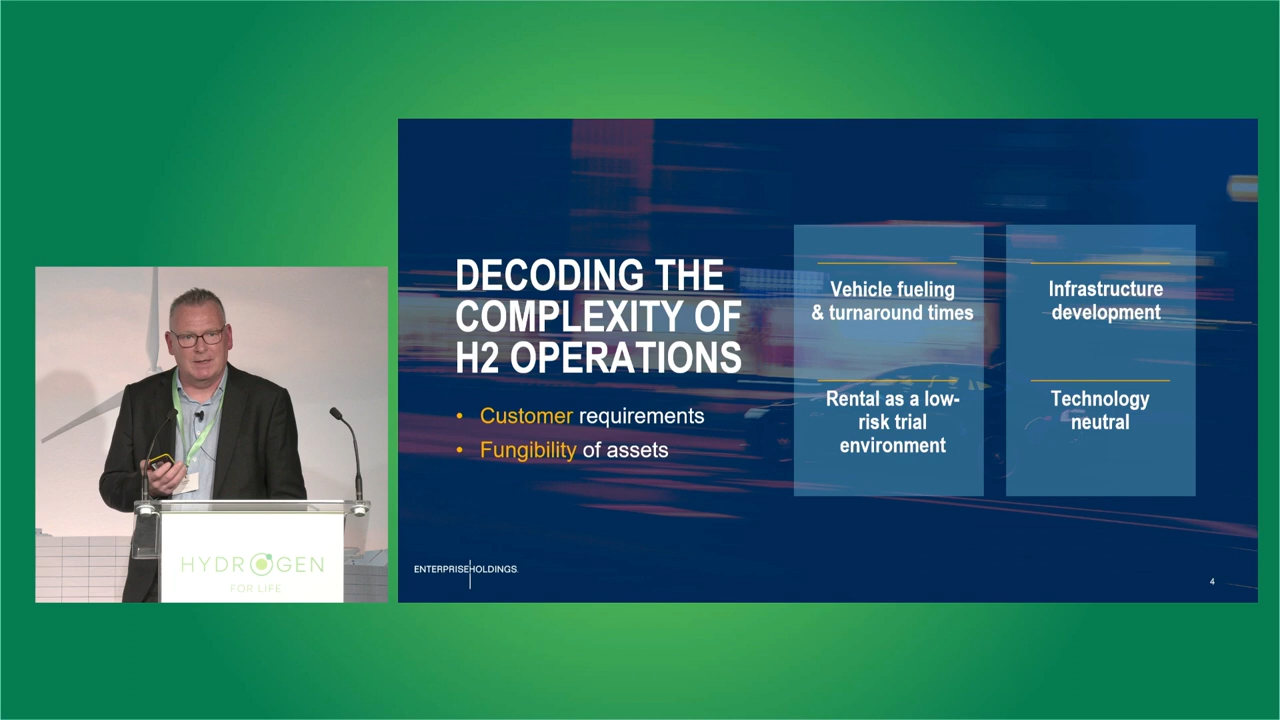 DECODING THE
COMPLEXITY OF
H2 OPERATIONS
• Customer requirements
• Fungibility of assets
Vehicle fueling
& turnaround times
Rental as a low-
risk trial
environment
Infrastructure
development
Technology
neutral
ENTERPRISE HOLDINGS.
4
HYDROGEN
FOR LIFE